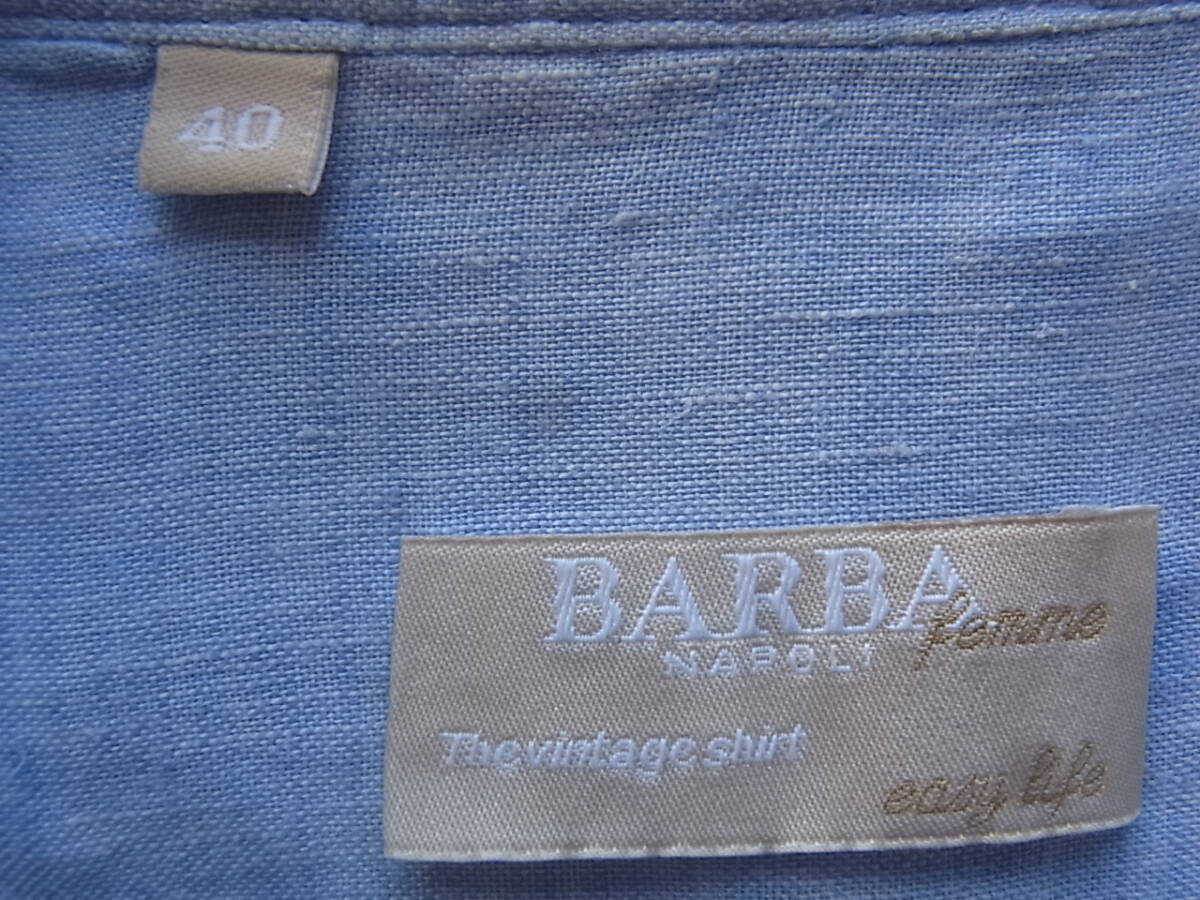 40
BARBA
femme
NAPOLI
The vintage shirt
easy life